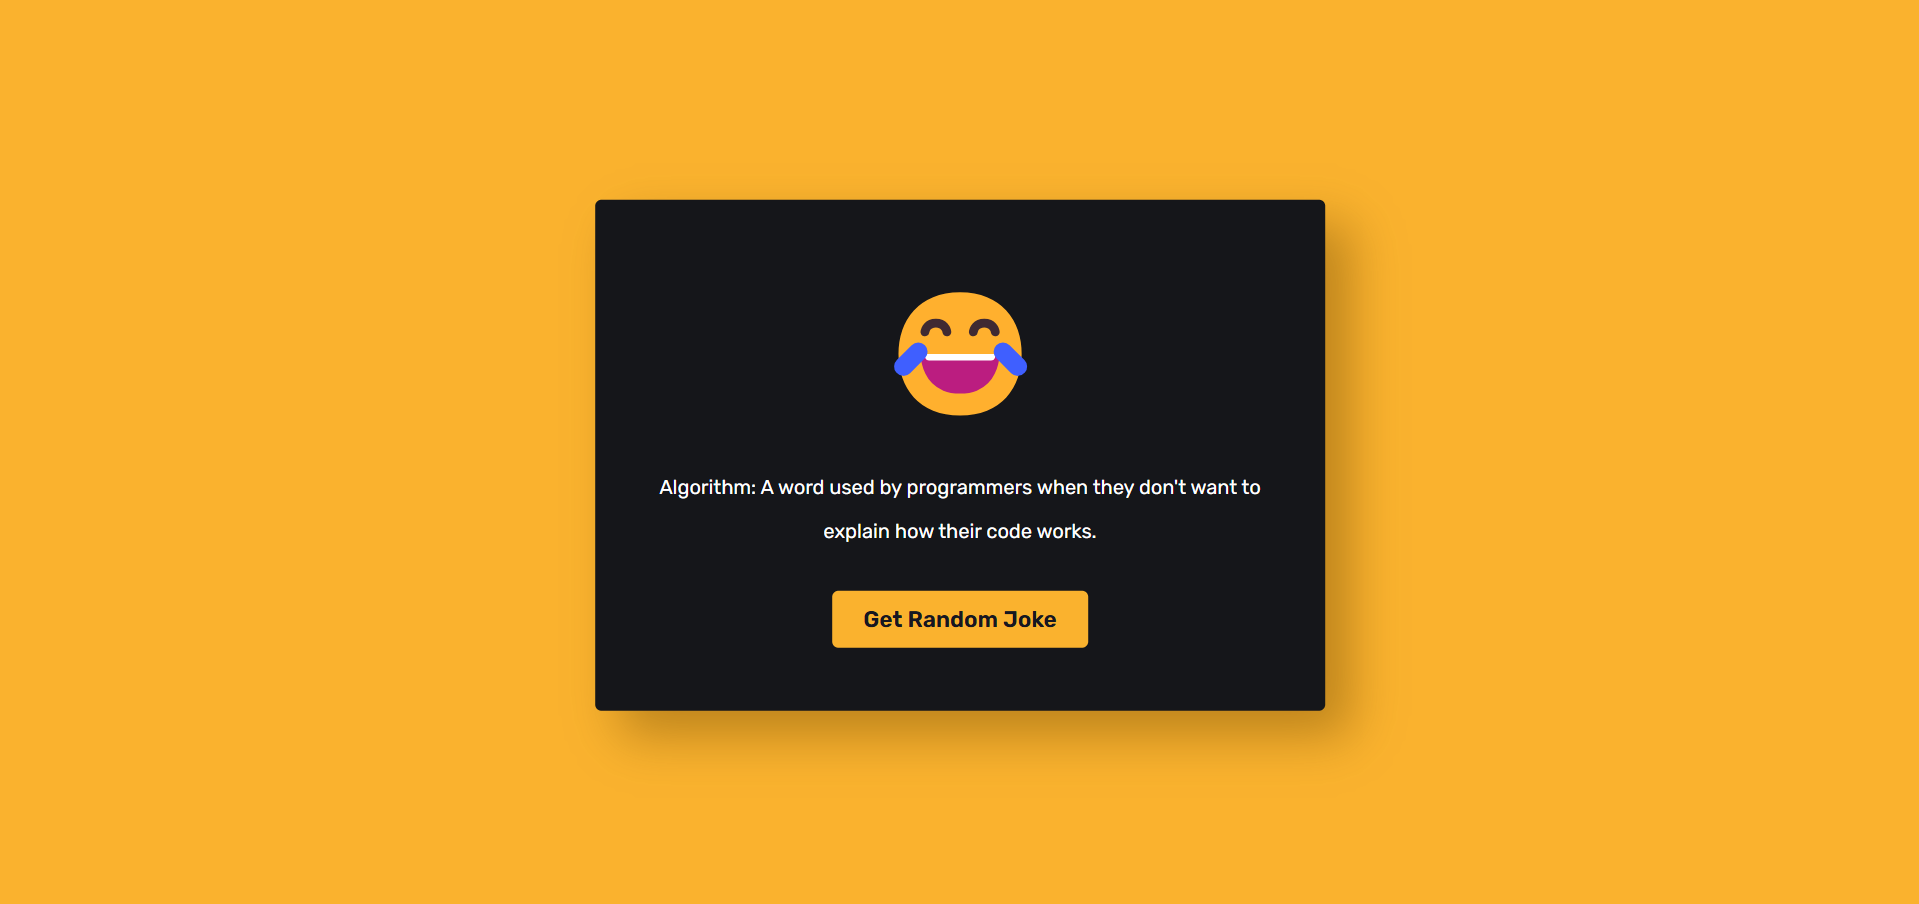 Algorithm: A word used by programmers when they don't want to
explain how their code works.
Get Random Joke